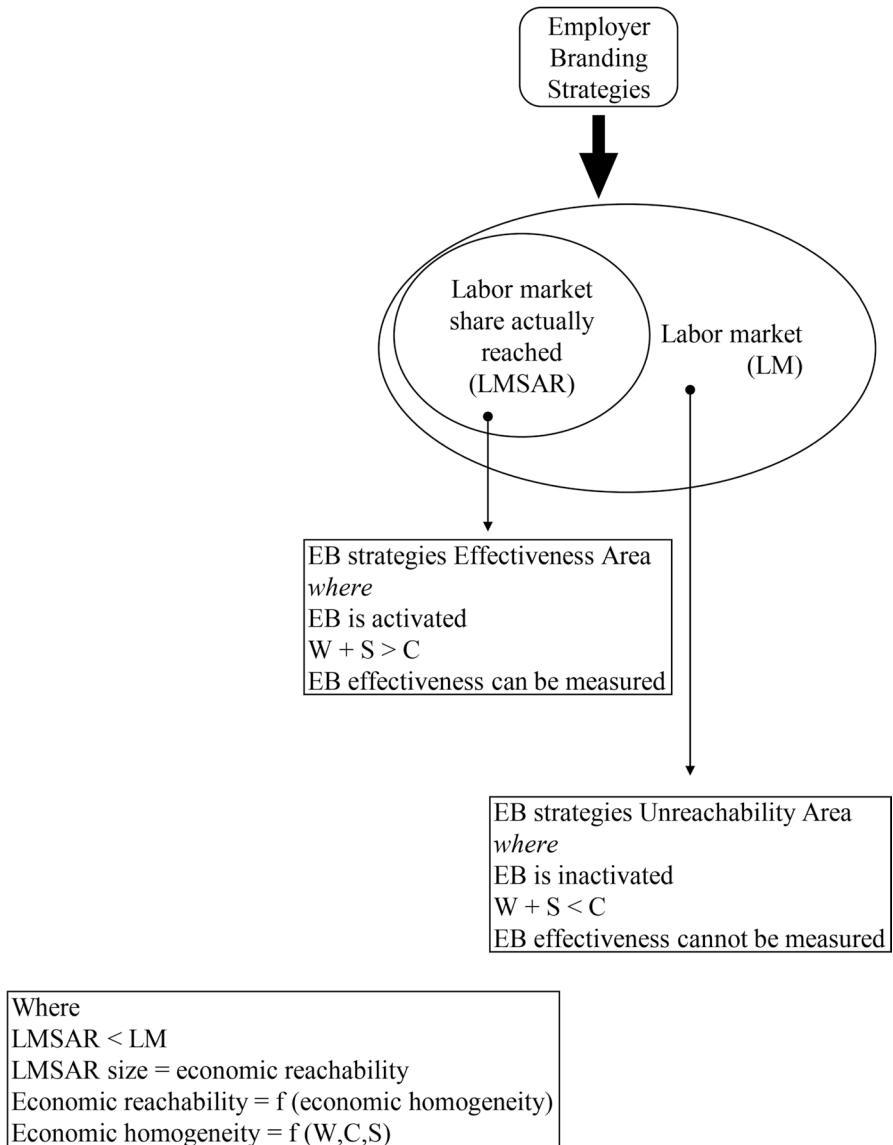 Employer
Branding
Strategies
Labor market
share actually
reached
(LMSAR)
Labor market
(LM)
EB strategies Effectiveness Area
where
EB is activated
W + S > C
EB effectiveness can be measured
EB strategies Unreachability Area
where
EB is inactivated
W + S < C
EB effectiveness cannot be measured
Where
LMSAR < LM
LMSAR size = economic reachability
Economic reachability = f (economic homogeneity)
Economic homogeneity = f (W,C,S)